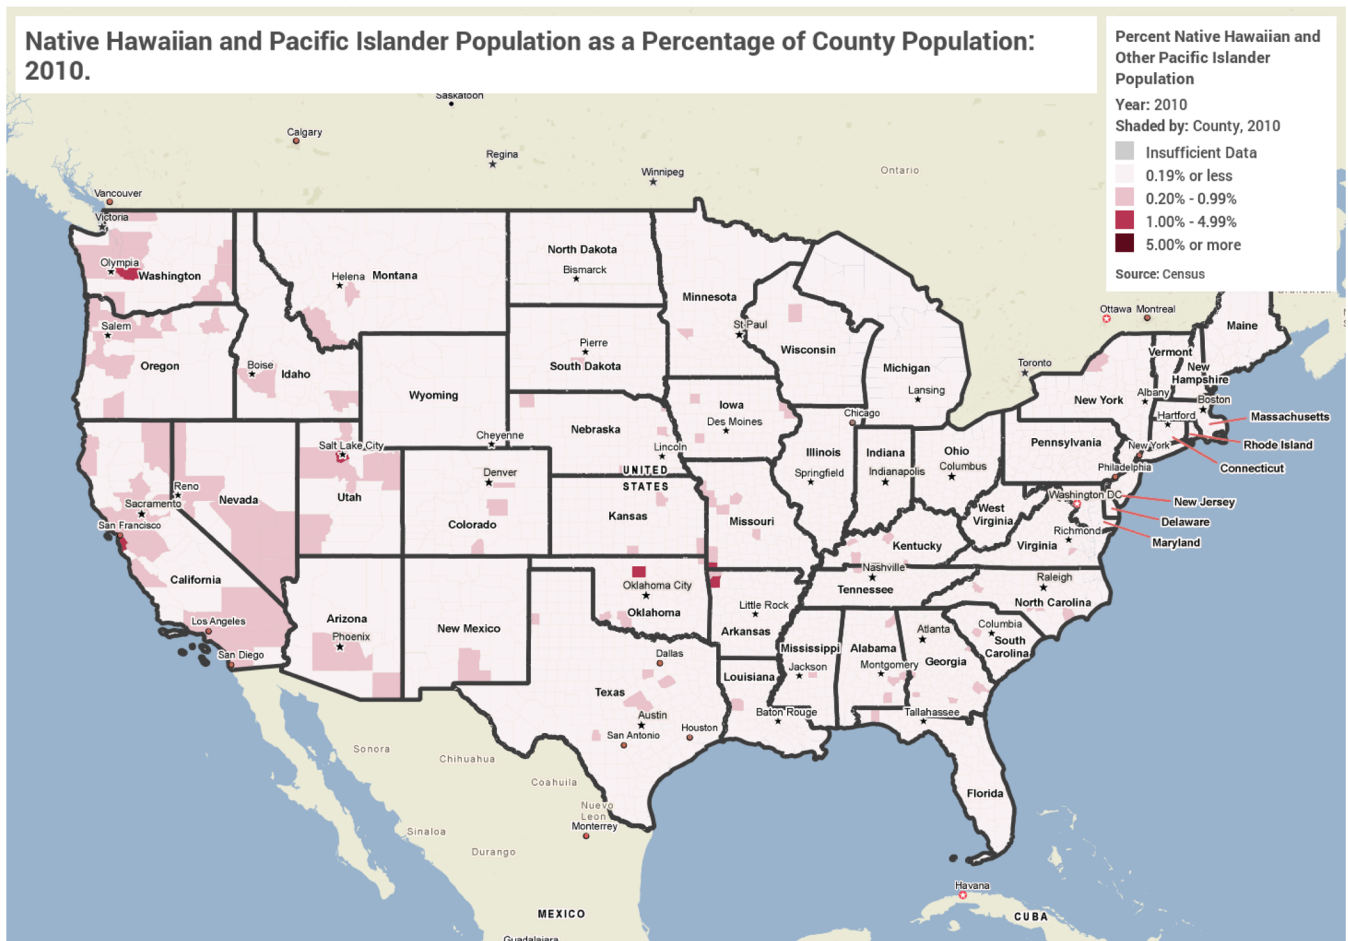 Native Hawaiian and Pacific Islander Population as a Percentage of County Population:
2010.
Percent Native Hawaiian and
Other Pacific Islander
Population
Year: 2010
Shaded by: County, 2010
Insufficient Data
0.19% or less
0.20% - 0.99%
1.00% - 4.99%
5.00% or more
Source: Census
Saskatoon
Calgary
Regina
Winnipeg
Ontario
Vancouver
Victoria
Olympia
Washington
Helena
Montana
North Dakota
Bismarck
Minnesota
St Paul
Wisconsin
Michigan
Lansing
Ottawa
Montreal
Toronto
Maine
Vermont
New
Hampshire
Albany
Boston
New York
Hartford
Massachusetts
Rhode Island
Connecticut
Salem
Oregon
Boise
Idaho
Pierre
South Dakota
Wyoming
Cheyenne
Nebraska
Lincoln
Iowa
Des Moines
Chicago
Illinois
Springfield
Indiana
Indianapolis
Ohio
Columbus
Pennsylvania
New York
Philadelphia
Washington DC
New Jersey
Delaware
Maryland
West
Virginia
Richmond
Virginia
Salt Lake City
Utah
Reno
Nevada
Sacramento
San Francisco
California
Denver
Colorado
UNITED
STATES
Kansas
Missouri
Kentucky
Nashville
Tennessee
Raleigh
North Carolina
Los Angeles
San Diego
Arizona
Phoenix
New Mexico
Oklahoma City
Oklahoma
Little Rock
Arkansas
Mississippi
Jackson
Alabama
Montgomery
Atlanta
Georgia
Columbia
South
Carolina
Dallas
Texas
Austin
San Antonio
Houston
Louisiana
Baton Rouge
Tallahassee
Florida
Sonora
Chihuahua
Coahuila
Nuevo
Leon
Monterrey
Sinaloa
Durango
MEXICO
Guadalajara
Havana
CUBA